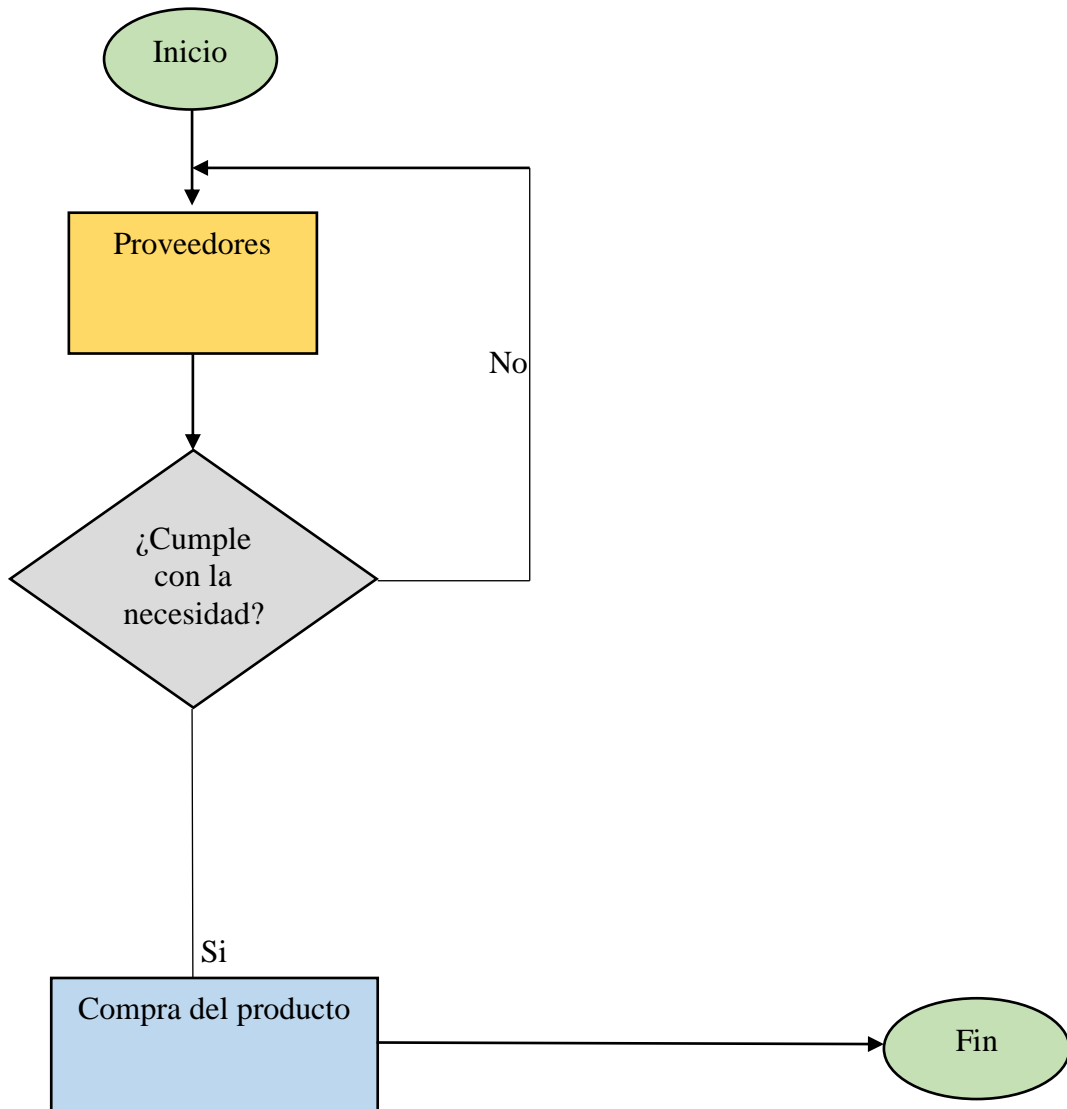 Inicio
Proveedores
No
¿Cumple
con la
necesidad?
Si
Compra del producto
Fin